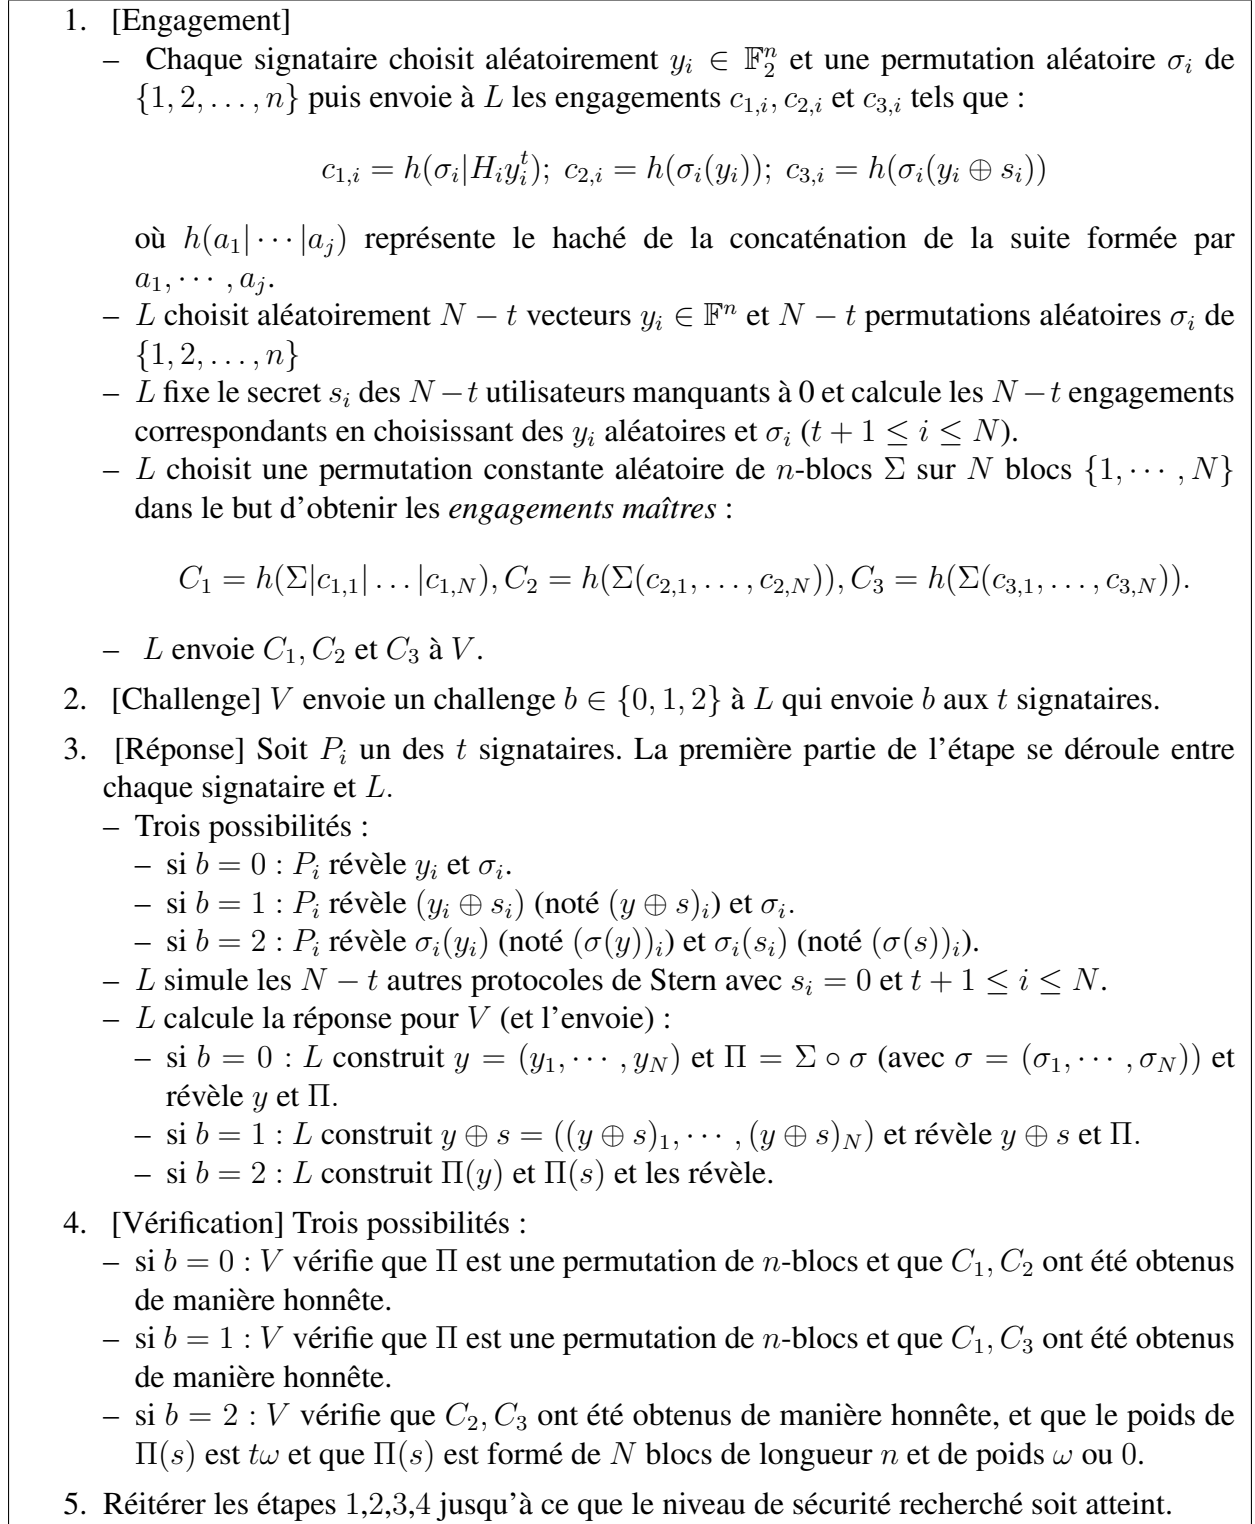 1. [Engagement]
– Chaque signataire choisit aléatoirement $y_i \in \mathbb{F}_2^n$ et une permutation aléatoire $\sigma_i$ de
$\{1, 2, \ldots, n\}$ puis envoie à $L$ les engagements $c_{1,i}, c_{2,i}$ et $c_{3,i}$ tels que :
$c_{1,i} = h(\sigma_i|H_i y_i^t);\ c_{2,i} = h(\sigma_i(y_i));\ c_{3,i} = h(\sigma_i(y_i \oplus s_i))$
où $h(a_1|\cdots|a_j)$ représente le haché de la concaténation de la suite formée par
$a_1, \cdots, a_j$.
– $L$ choisit aléatoirement $N - t$ vecteurs $y_i \in \mathbb{F}^n$ et $N - t$ permutations aléatoires $\sigma_i$ de
$\{1, 2, \ldots, n\}$
– $L$ fixe le secret $s_i$ des $N - t$ utilisateurs manquants à 0 et calcule les $N - t$ engagements
correspondants en choisissant des $y_i$ aléatoires et $\sigma_i$ ($t + 1 \leq i \leq N$).
– $L$ choisit une permutation constante aléatoire de $n$-blocs $\Sigma$ sur $N$ blocs $\{1, \cdots, N\}$
dans le but d'obtenir les engagements maîtres :
$C_1 = h(\Sigma|c_{1,1}|\ldots|c_{1,N}), C_2 = h(\Sigma(c_{2,1}, \ldots, c_{2,N})), C_3 = h(\Sigma(c_{3,1}, \ldots, c_{3,N})).$
– $L$ envoie $C_1, C_2$ et $C_3$ à $V$.
2. [Challenge] $V$ envoie un challenge $b \in \{0, 1, 2\}$ à $L$ qui envoie $b$ aux $t$ signataires.
3. [Réponse] Soit $P_i$ un des $t$ signataires. La première partie de l'étape se déroule entre
chaque signataire et $L$.
– Trois possibilités :
– si $b = 0$ : $P_i$ révèle $y_i$ et $\sigma_i$.
– si $b = 1$ : $P_i$ révèle $(y_i \oplus s_i)$ (noté $(y \oplus s)_i$) et $\sigma_i$.
– si $b = 2$ : $P_i$ révèle $\sigma_i(y_i)$ (noté $(\sigma(y))_i$) et $\sigma_i(s_i)$ (noté $(\sigma(s))_i$).
– $L$ simule les $N - t$ autres protocoles de Stern avec $s_i = 0$ et $t + 1 \leq i \leq N$.
– $L$ calcule la réponse pour $V$ (et l'envoie) :
– si $b = 0$ : $L$ construit $y = (y_1, \cdots, y_N)$ et $\Pi = \Sigma \circ \sigma$ (avec $\sigma = (\sigma_1, \cdots, \sigma_N)$) et
révèle $y$ et $\Pi$.
– si $b = 1$ : $L$ construit $y \oplus s = ((y \oplus s)_1, \cdots, (y \oplus s)_N)$ et révèle $y \oplus s$ et $\Pi$.
– si $b = 2$ : $L$ construit $\Pi(y)$ et $\Pi(s)$ et les révèle.
4. [Vérification] Trois possibilités :
– si $b = 0$ : $V$ vérifie que $\Pi$ est une permutation de $n$-blocs et que $C_1, C_2$ ont été obtenus
de manière honnête.
– si $b = 1$ : $V$ vérifie que $\Pi$ est une permutation de $n$-blocs et que $C_1, C_3$ ont été obtenus
de manière honnête.
– si $b = 2$ : $V$ vérifie que $C_2, C_3$ ont été obtenus de manière honnête, et que le poids de
$\Pi(s)$ est $t\omega$ et que $\Pi(s)$ est formé de $N$ blocs de longueur $n$ et de poids $\omega$ ou 0.
5. Réitérer les étapes 1,2,3,4 jusqu'à ce que le niveau de sécurité recherché soit atteint.